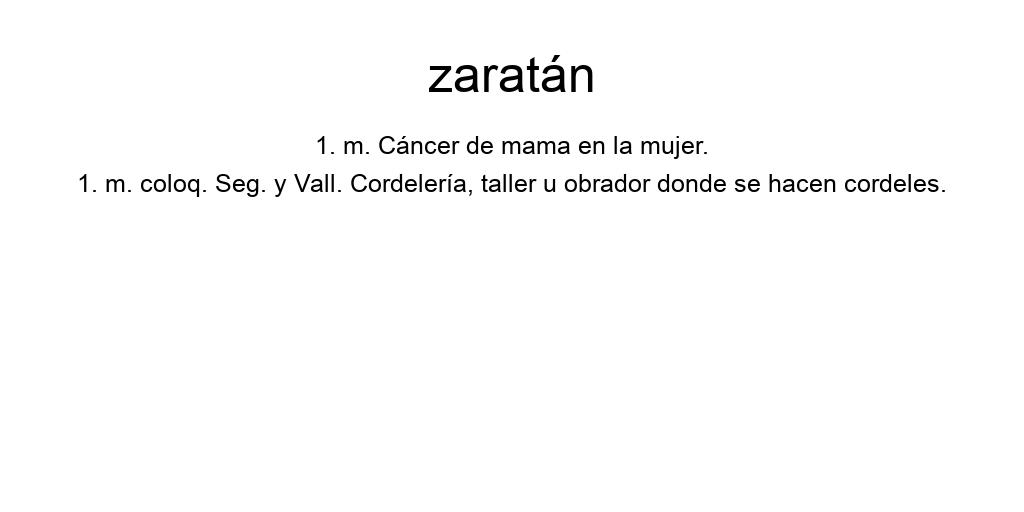 zaratán
1. m. Cáncer de mama en la mujer.
1. m. coloq. Seg. y Vall. Cordelería, taller u obrador donde se hacen cordeles.